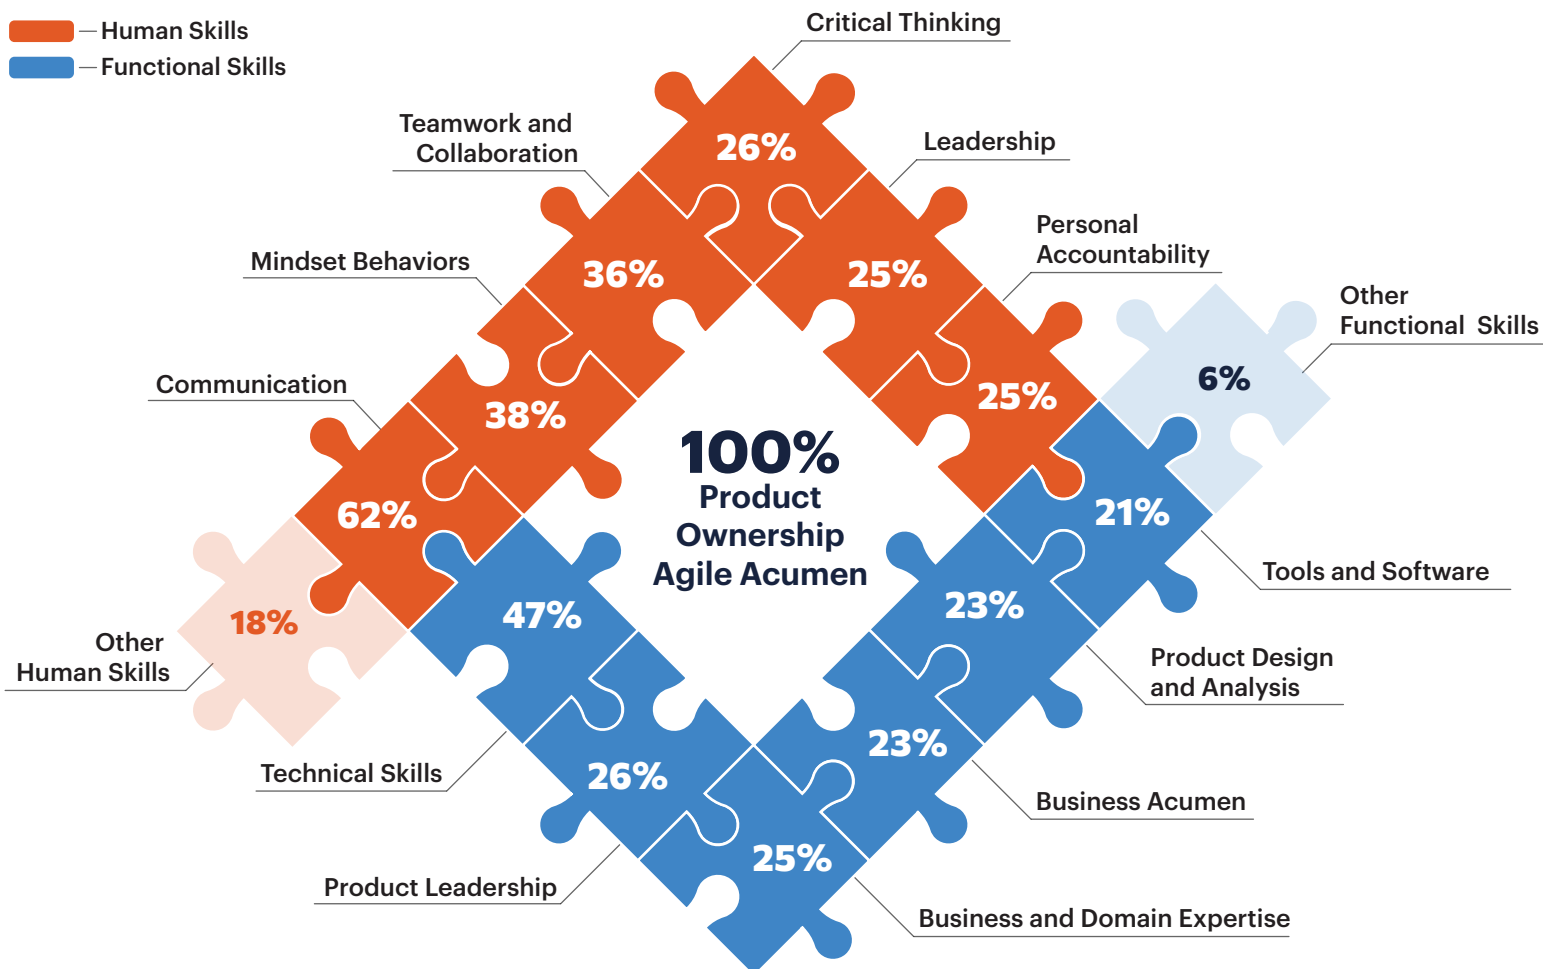 Human Skills
Functional Skills
Critical Thinking
26%
Teamwork and
Collaboration
36%
Leadership
25%
Mindset Behaviors
38%
Personal
Accountability
25%
Other
Functional Skills
6%
Communication
62%
100%
Product
Ownership
Agile Acumen
21%
Tools and Software
Other
Human Skills
18%
47%
Technical Skills
23%
Product Design
and Analysis
26%
Product Leadership
23%
Business Acumen
25%
Business and Domain Expertise